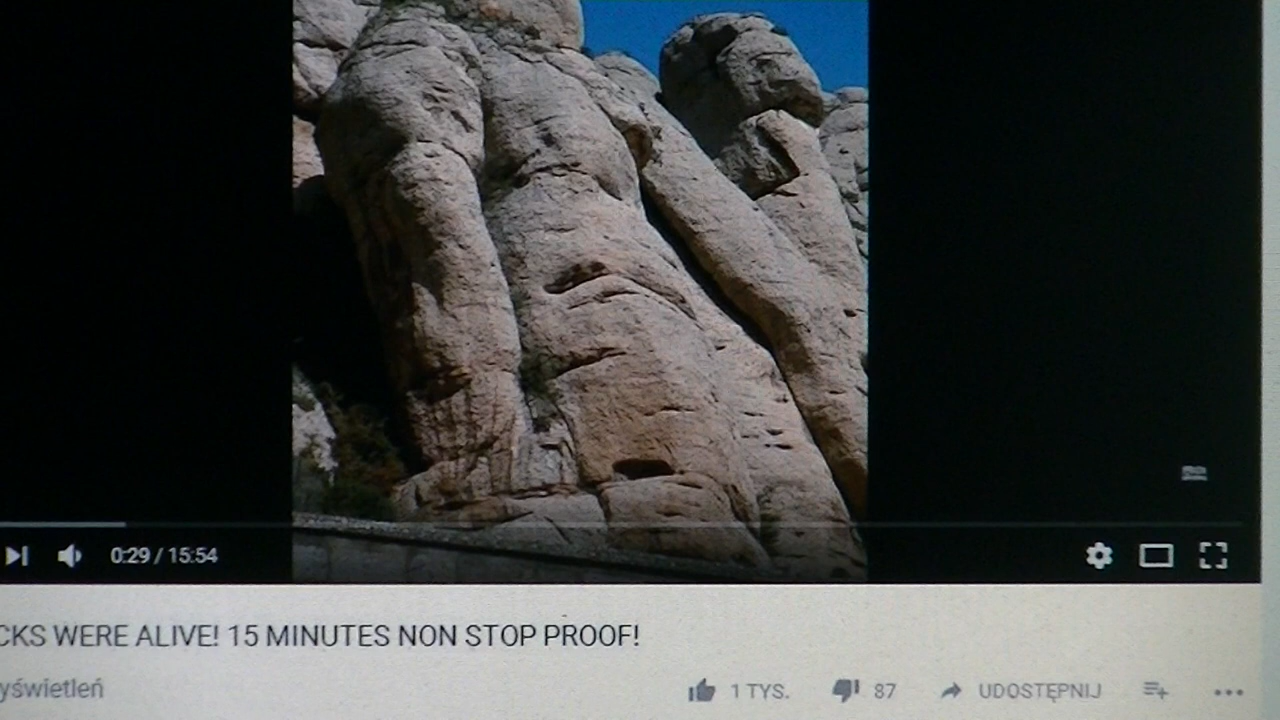 0:29 / 15:54
CKS WERE ALIVE! 15 MINUTES NON STOP PROOF!
yświetleń
1 TYS. 87 UDOSTĘPNIJ